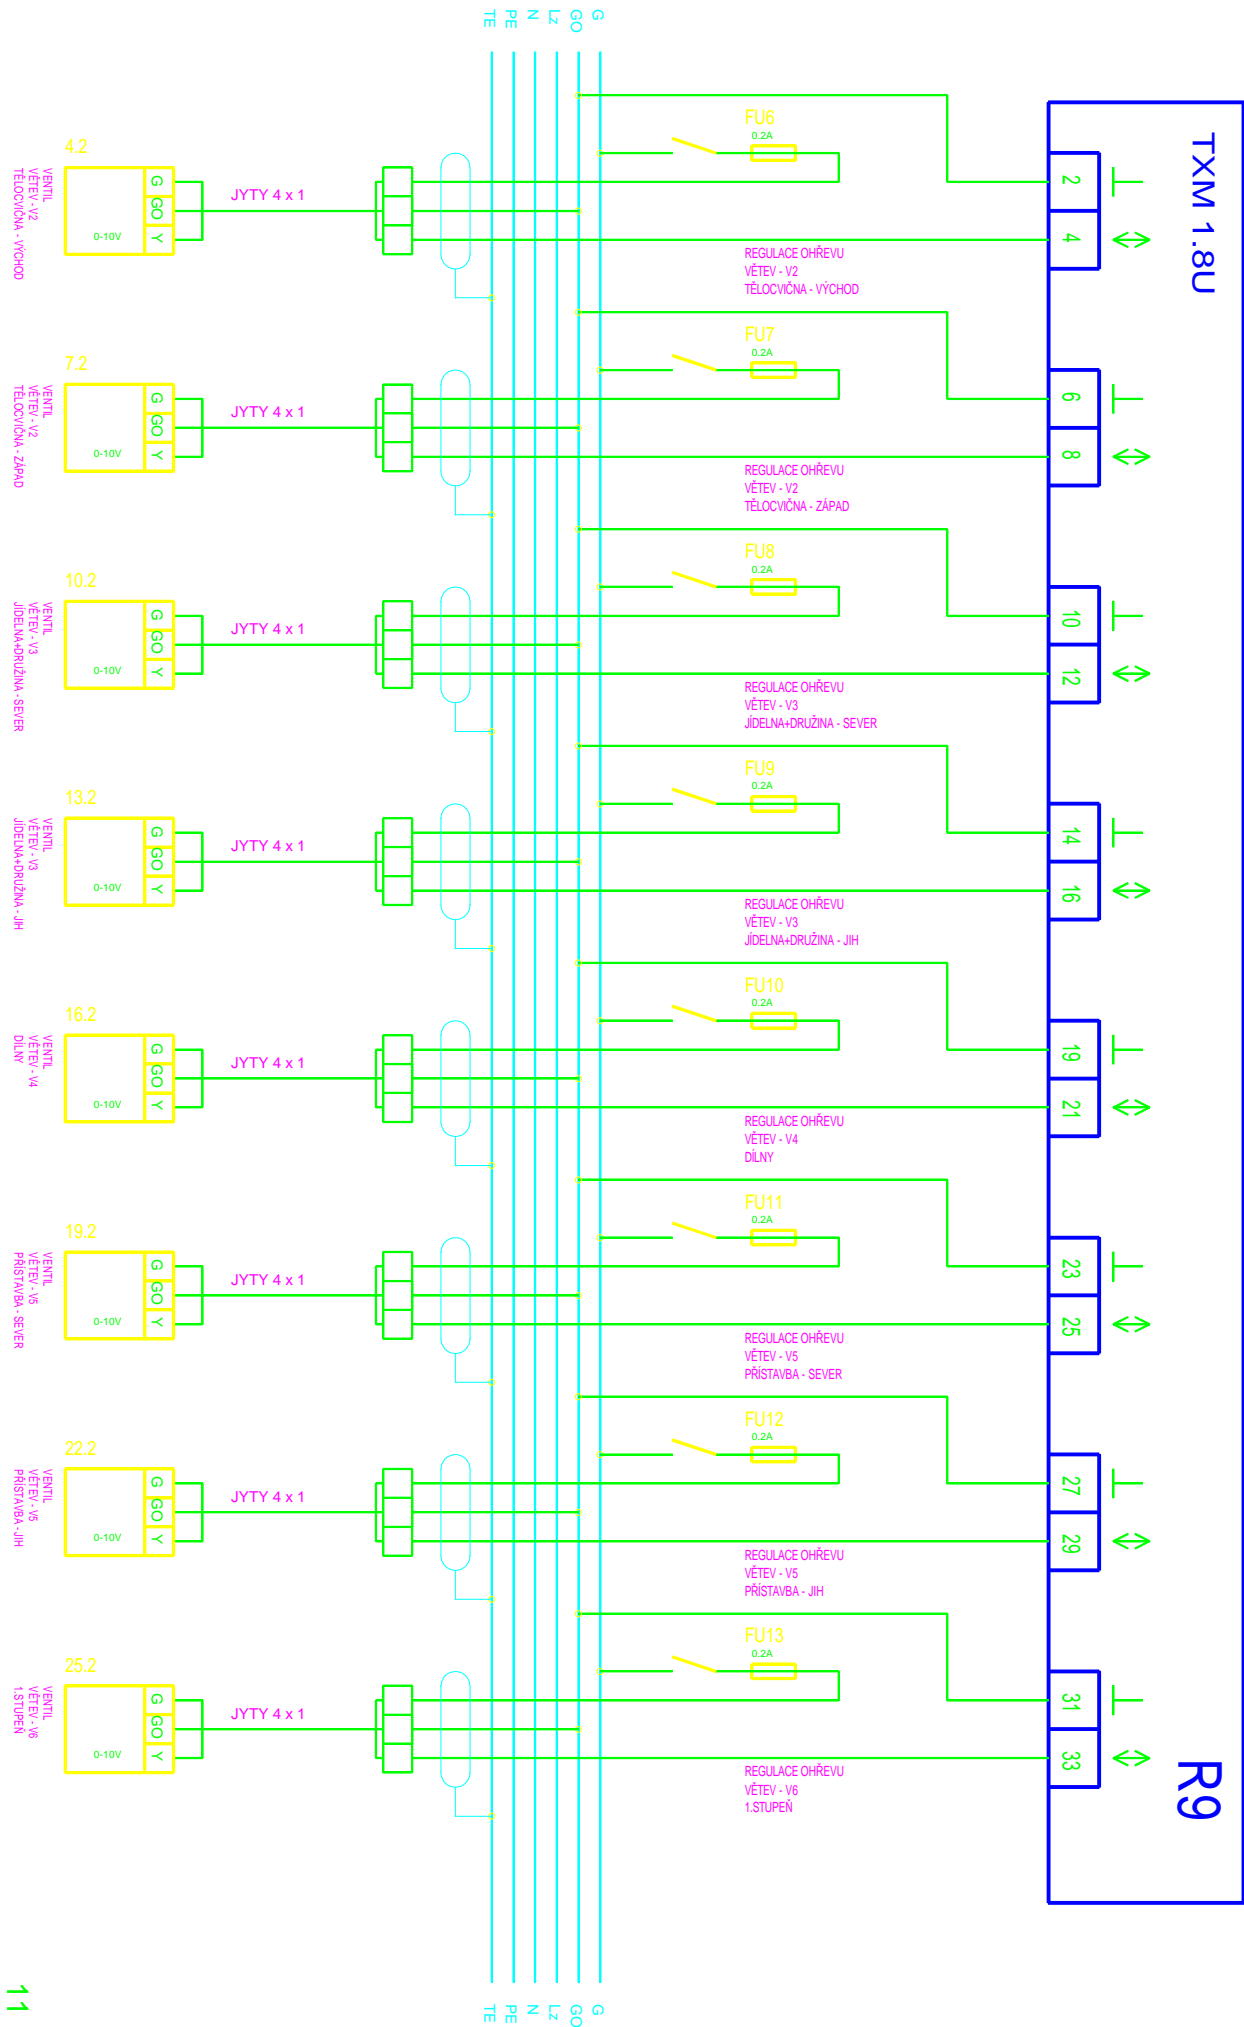 TE PE N Lz GO G
TXM 1.8U
FU6
0.2A
2
4
4.2
G GO Y
0-10V
JYTY 4 x 1
VENTIL
VĚTEV - V2
TĚLOCVIČNA - VÝCHOD
REGULACE OHŘEVU
VĚTEV - V2
TĚLOCVIČNA - VÝCHOD
FU7
0.2A
6
8
7.2
G GO Y
0-10V
JYTY 4 x 1
VENTIL
VĚTEV - V2
TĚLOCVIČNA - ZÁPAD
REGULACE OHŘEVU
VĚTEV - V2
TĚLOCVIČNA - ZÁPAD
FU8
0.2A
10
12
10.2
G GO Y
0-10V
JYTY 4 x 1
VENTIL
VĚTEV - V3
JÍDELNA+DRUŽINA - SEVER
REGULACE OHŘEVU
VĚTEV - V3
JÍDELNA+DRUŽINA - SEVER
FU9
0.2A
14
16
13.2
G GO Y
0-10V
JYTY 4 x 1
VENTIL
VĚTEV - V3
JÍDELNA+DRUŽINA - JIH
REGULACE OHŘEVU
VĚTEV - V3
JÍDELNA+DRUŽINA - JIH
FU10
0.2A
19
21
16.2
G GO Y
0-10V
JYTY 4 x 1
VENTIL
VĚTEV - V4
DÍLNY
REGULACE OHŘEVU
VĚTEV - V4
DÍLNY
FU11
0.2A
23
25
19.2
G GO Y
0-10V
JYTY 4 x 1
VENTIL
VĚTEV - V5
PŘÍSTAVBA - SEVER
REGULACE OHŘEVU
VĚTEV - V5
PŘÍSTAVBA - SEVER
FU12
0.2A
27
29
22.2
G GO Y
0-10V
JYTY 4 x 1
VENTIL
VĚTEV - V5
PŘÍSTAVBA - JIH
REGULACE OHŘEVU
VĚTEV - V5
PŘÍSTAVBA - JIH
FU13
0.2A
31
33
25.2
G GO Y
0-10V
JYTY 4 x 1
VENTIL
VĚTEV - V6
1.STUPEŇ
REGULACE OHŘEVU
VĚTEV - V6
1.STUPEŇ
R9
TE PE N Lz GO G
11